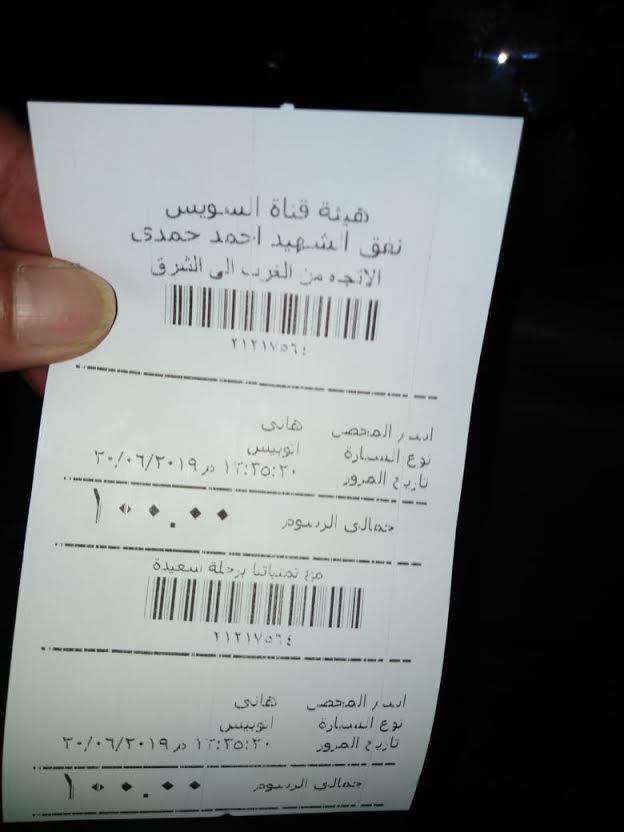 هيئة قناة السويس
نفق الشهيد احمد حمدى
الاتجاه من الغرب الى الشرق
٢١٢١٧٥٦٤
اسم المحصل هانى
نوع السيارة اتوبيس
تاريخ المرور ٢٠/٠٦/٢٠١٩ م ١٢:٣٥:٢٠
اجمالى الرسوم ١٠٠.٠٠
مع تمنياتنا برحلة سعيدة
٢١٢١٧٥٦٤
اسم المحصل هانى
نوع السيارة اتوبيس
تاريخ المرور ٢٠/٠٦/٢٠١٩ م ١٢:٣٥:٢٠
اجمالى الرسوم ١٠٠.٠٠